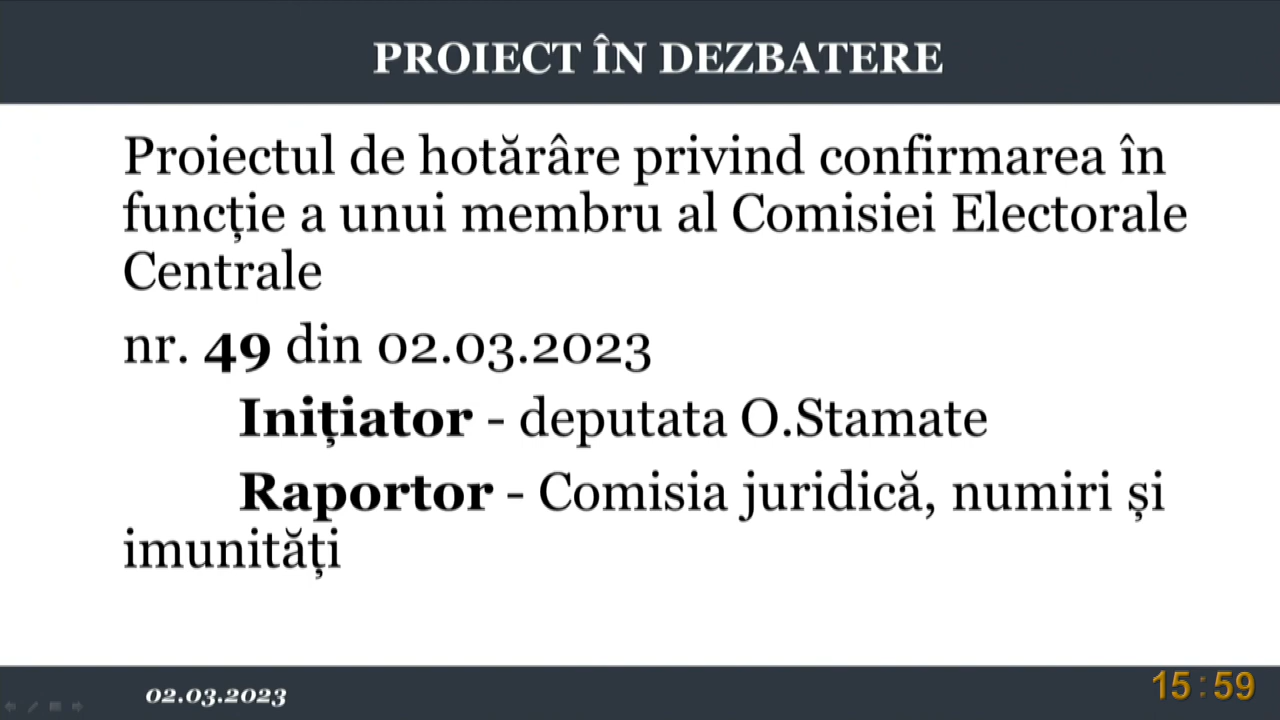 PROIECT ÎN DEZBATERE
Proiectul de hotărâre privind confirmarea în
funcție a unui membru al Comisiei Electorale
Centrale
nr. 49 din 02.03.2023
Inițiator - deputata O.Stamate
Raportor - Comisia juridică, numiri și
imunități
02.03.2023
15:59